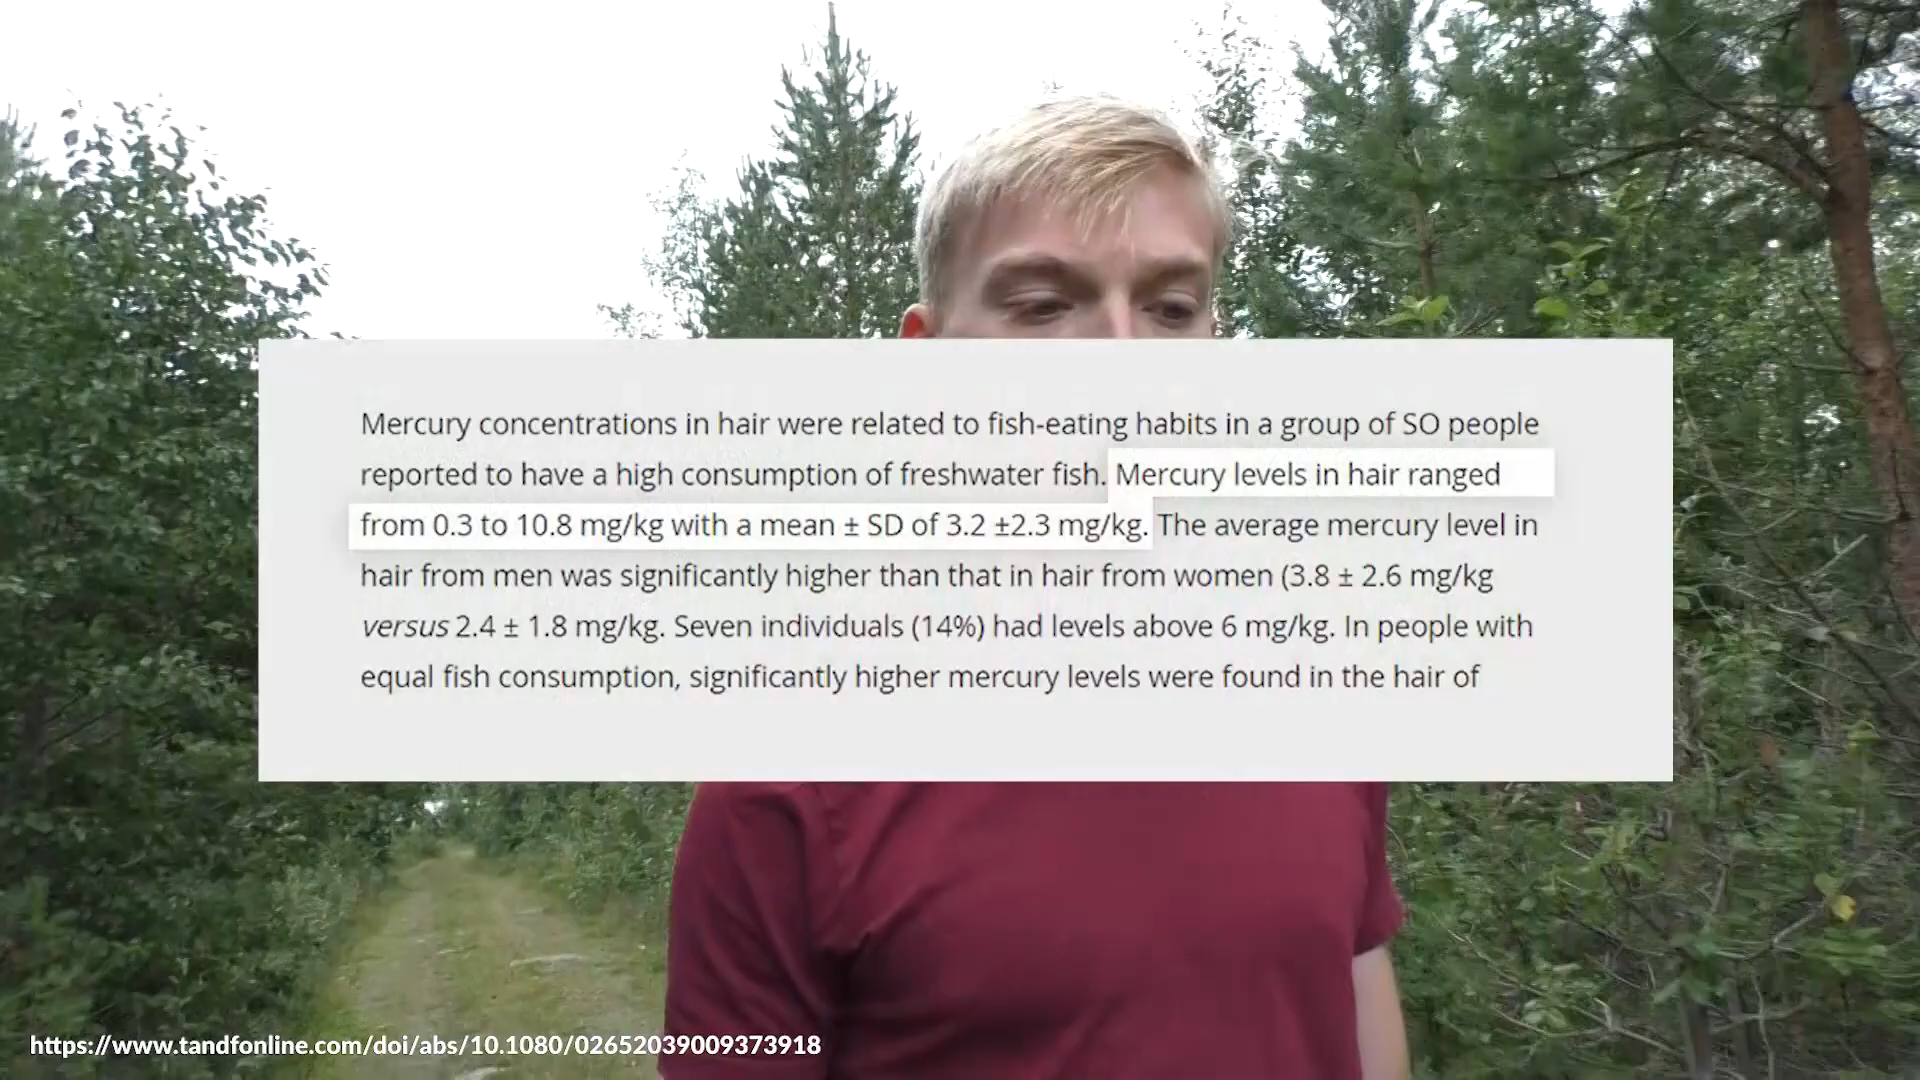 Mercury concentrations in hair were related to fish-eating habits in a group of SO people
reported to have a high consumption of freshwater fish. Mercury levels in hair ranged
from 0.3 to 10.8 mg/kg with a mean ± SD of 3.2 ±2.3 mg/kg. The average mercury level in
hair from men was significantly higher than that in hair from women (3.8 ± 2.6 mg/kg
versus 2.4 ± 1.8 mg/kg. Seven individuals (14%) had levels above 6 mg/kg. In people with
equal fish consumption, significantly higher mercury levels were found in the hair of
https://www.tandfonline.com/doi/abs/10.1080/02652039009373918